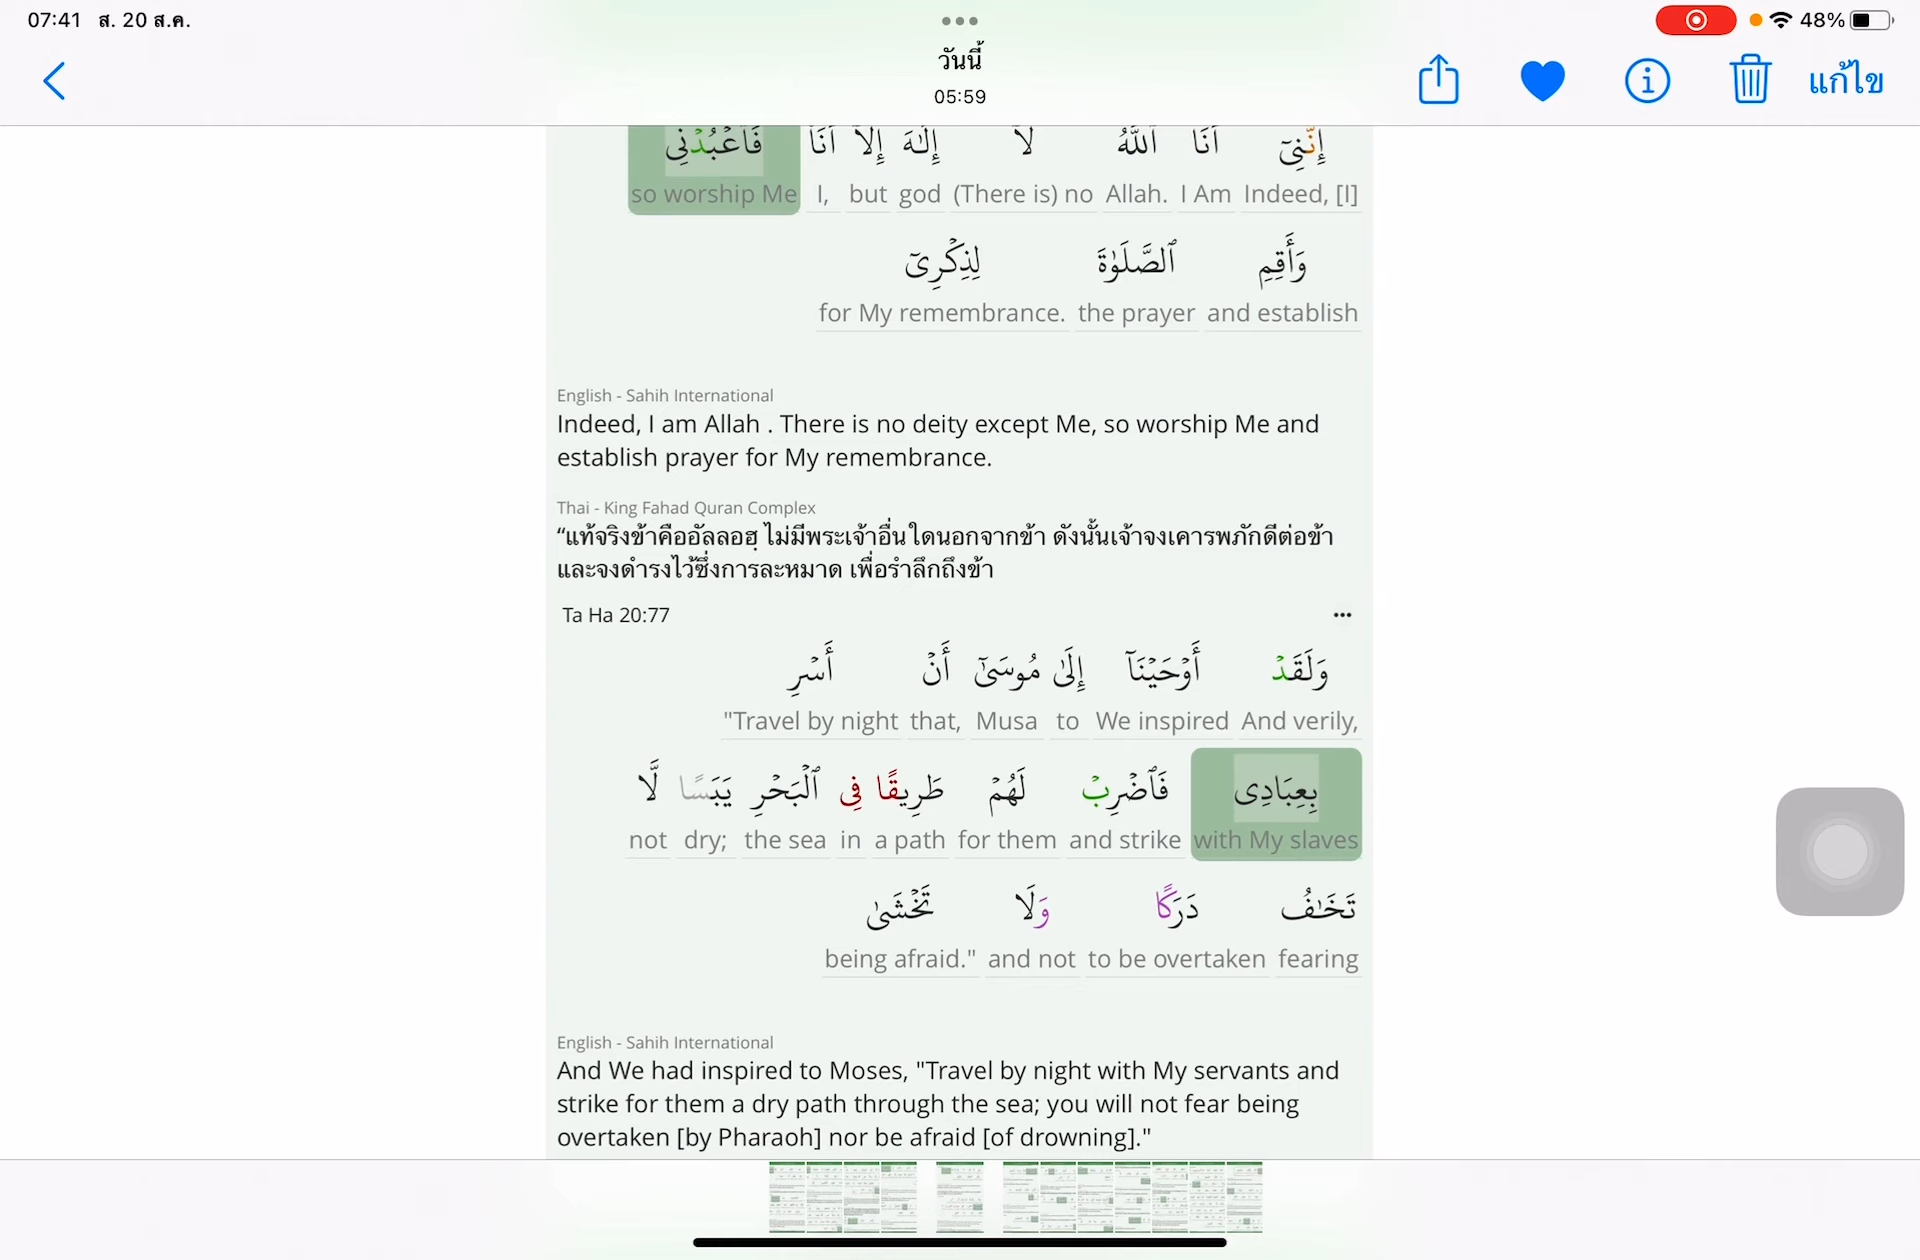 07:41 ส. 20 ส.ค.
48%
วันนี้
05:59
แก้ไข
إِنَّنِىٓ أَنَا ٱللَّهُ لَآ إِلَـٰهَ إِلَّآ أَنَا۠ فَٱعْبُدْنِى
so worship Me I, but god (There is) no Allah. I Am Indeed, [I]
وَأَقِمِ ٱلصَّلَوٰةَ لِذِكْرِىٓ
for My remembrance. the prayer and establish
English - Sahih International
Indeed, I am Allah . There is no deity except Me, so worship Me and
establish prayer for My remembrance.
Thai - King Fahad Quran Complex
“แท้จริงข้าคืออัลลอฮฺ ไม่มีพระเจ้าอื่นใดนอกจากข้า ดังนั้นเจ้าจงเคารพภักดีต่อข้า
และจงดำรงไว้ซึ่งการละหมาด เพื่อรำลึกถึงข้า
Ta Ha 20:77
وَلَقَدْ أَوْحَيْنَآ إِلَىٰ مُوسَىٰٓ أَنْ أَسْرِ
"Travel by night that, Musa to We inspired And verily,
بِعِبَادِى فَٱضْرِبْ لَهُمْ طَرِيقًا فِى ٱلْبَحْرِ يَبَسًا لَّا
not dry; the sea in a path for them and strike with My slaves
تَخَـٰفُ دَرَكًا وَلَا تَخْشَىٰ
being afraid." and not to be overtaken fearing
English - Sahih International
And We had inspired to Moses, "Travel by night with My servants and
strike for them a dry path through the sea; you will not fear being
overtaken [by Pharaoh] nor be afraid [of drowning]."